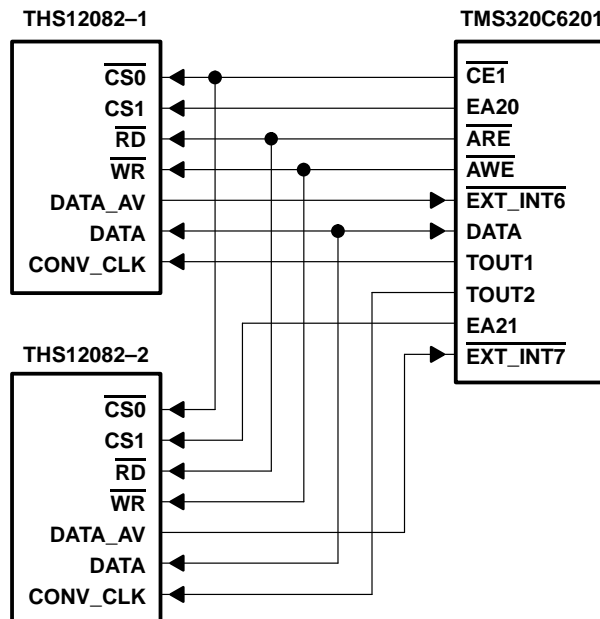 THS12082–1
TMS320C6201
CS0
CS1
RD
WR
DATA_AV
DATA
CONV_CLK
CE1
EA20
ARE
AWE
EXT_INT6
DATA
TOUT1
TOUT2
EA21
EXT_INT7
THS12082–2
CS0
CS1
RD
WR
DATA_AV
DATA
CONV_CLK